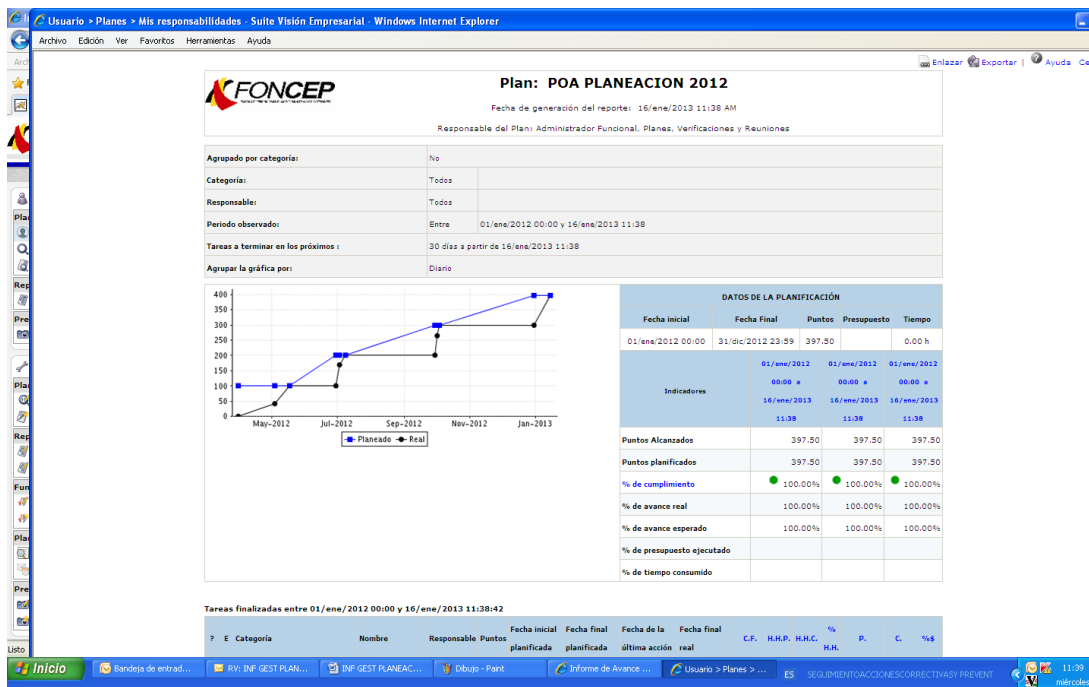 Usuario > Planes > Mis responsabilidades - Suite Visión Empresarial - Windows Internet Explorer
Archivo Edición Ver Favoritos Herramientas Ayuda
Enlazar Exportar | Ayuda Ce
FONCEP
Plan: POA PLANEACION 2012
Fecha de generación del reporte: 16/ene/2013 11:38 AM
Responsable del Plan: Administrador Funcional, Planes, Verificaciones y Reuniones
Agrupado por categoría: No
Categoría: Todos
Responsable: Todos
Periodo observado: Entre 01/ene/2012 00:00 y 16/ene/2013 11:38
Tareas a terminar en los próximos : 30 días a partir de 16/ene/2013 11:38
Agrupar la gráfica por: Diario
400
350
300
250
200
150
100
50
0
May-2012 Jul-2012 Sep-2012 Nov-2012 Jan-2013
Planeado Real
DATOS DE LA PLANIFICACIÓN
Fecha inicial Fecha Final Puntos Presupuesto Tiempo
01/ene/2012 00:00 31/dic/2012 23:59 397.50 0.00 h
Indicadores
01/ene/2012 01/ene/2012 01/ene/2012
00:00 a 00:00 a 00:00 a
16/ene/2013 16/ene/2013 16/ene/2013
11:38 11:38 11:38
Puntos Alcanzados 397.50 397.50 397.50
Puntos planificados 397.50 397.50 397.50
% de cumplimiento 100.00% 100.00% 100.00%
% de avance real 100.00% 100.00% 100.00%
% de avance esperado 100.00% 100.00% 100.00%
% de presupuesto ejecutado
% de tiempo consumido
Tareas finalizadas entre 01/ene/2012 00:00 y 16/ene/2013 11:38:42
? E Categoría Nombre Responsable Puntos Fecha inicial planificada Fecha final planificada Fecha de la última acción Fecha final real C.F. H.H.P. H.H.C. % H.H. P. C. %$
Arc
Pla
Rep
Pre
Plan
Rep
Fun
Pla
Pre
Listo
Inicio Bandeja de entrad... RV: INF GEST PLAN... INF GEST PLANEAC... Dibujo - Paint Informe de Avance ... Usuario > Planes > ... ES SEGUIMIENTOACCIONESCORRECTIVASY PREVENT 11:39
miércoles